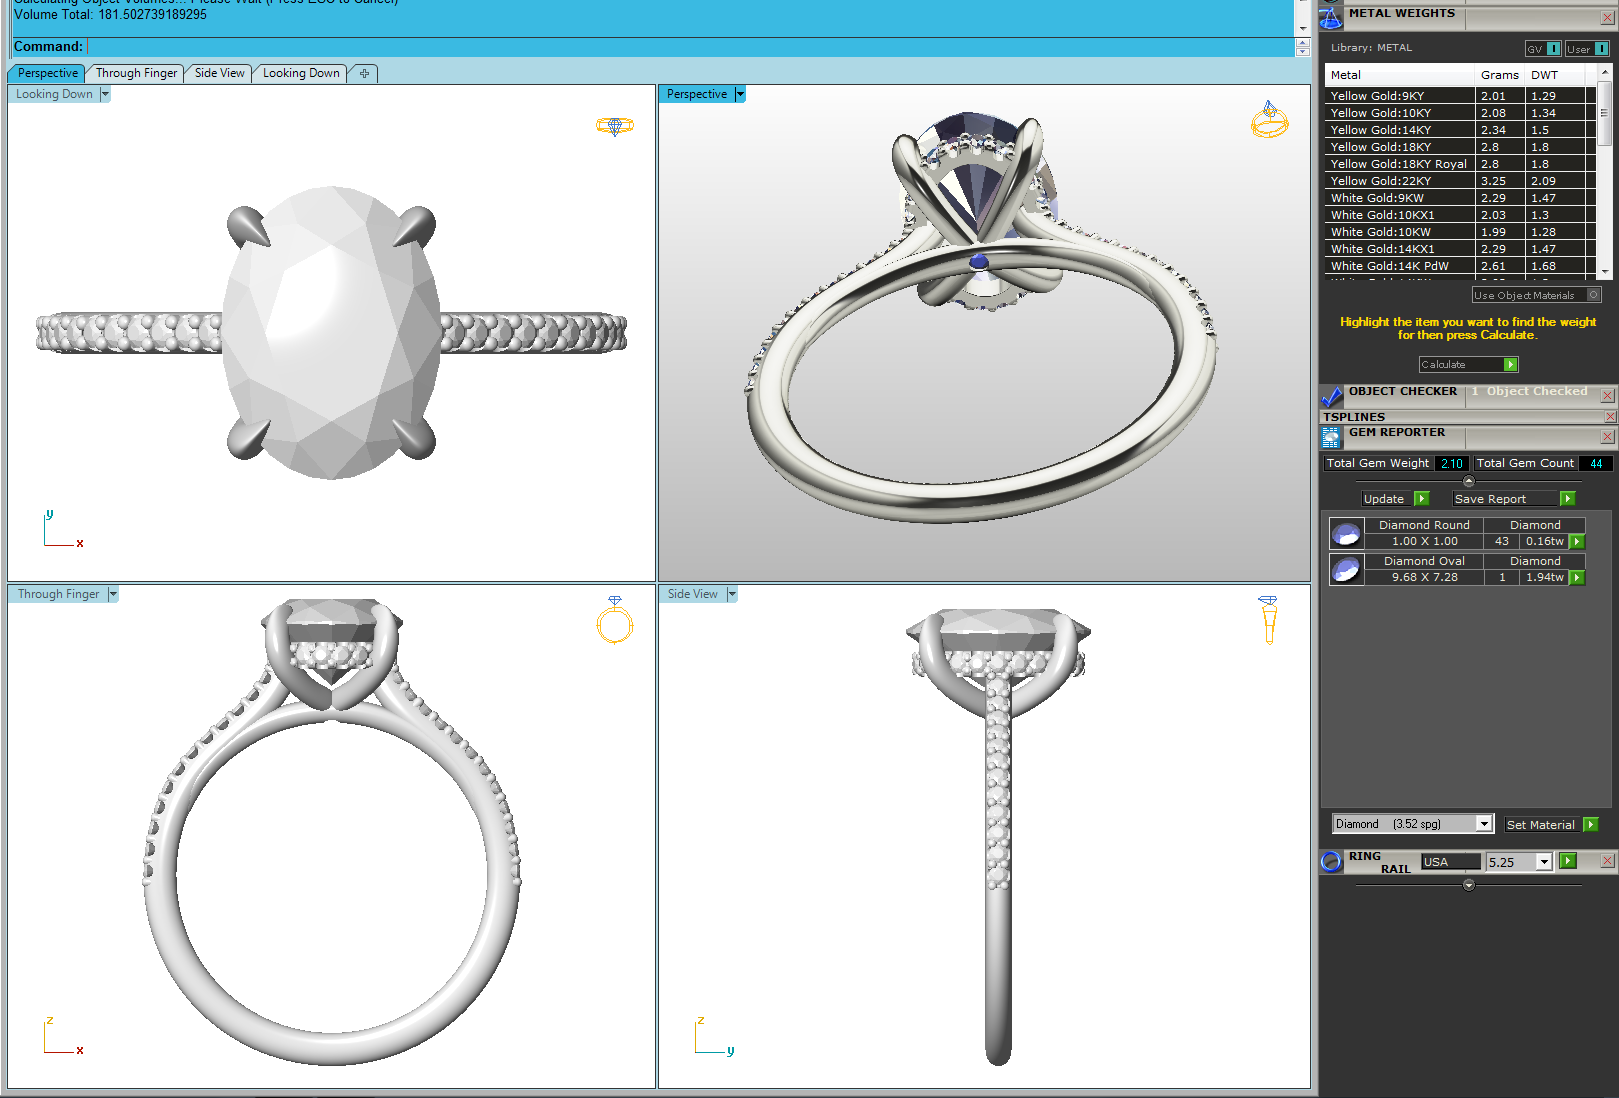 Calculating Object Volumes... Please Wait (Press ESC to Cancel)
Volume Total: 181.502739189295
Command:
Perspective Through Finger Side View Looking Down
Looking Down
Perspective
y
x
Through Finger
Side View
z
x
z
y
METAL WEIGHTS
Library: METAL GV User
Metal Grams DWT
Yellow Gold:9KY 2.01 1.29
Yellow Gold:10KY 2.08 1.34
Yellow Gold:14KY 2.34 1.5
Yellow Gold:18KY 2.8 1.8
Yellow Gold:18KY Royal 2.8 1.8
Yellow Gold:22KY 3.25 2.09
White Gold:9KW 2.29 1.47
White Gold:10KX1 2.03 1.3
White Gold:10KW 1.99 1.28
White Gold:14KX1 2.29 1.47
White Gold:14K PdW 2.61 1.68
Use Object Materials
Highlight the item you want to find the weight
for then press Calculate.
Calculate
OBJECT CHECKER 1 Object Checked
TSPLINES
GEM REPORTER
Total Gem Weight 2.10 Total Gem Count 44
Update Save Report
Diamond Round Diamond
1.00 X 1.00 43 0.16tw
Diamond Oval Diamond
9.68 X 7.28 1 1.94tw
Diamond (3.52 spg) Set Material
RING RAIL USA 5.25